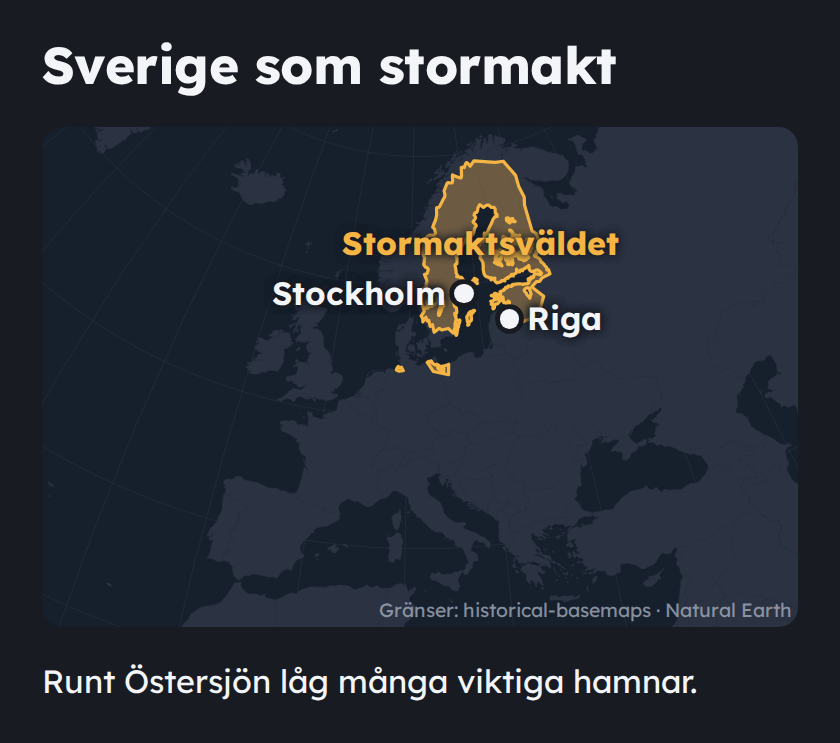 Sverige som stormakt
Stormaktsväldet
Stockholm
Riga
Gränser: historical-basemaps · Natural Earth
Runt Östersjön låg många viktiga hamnar.